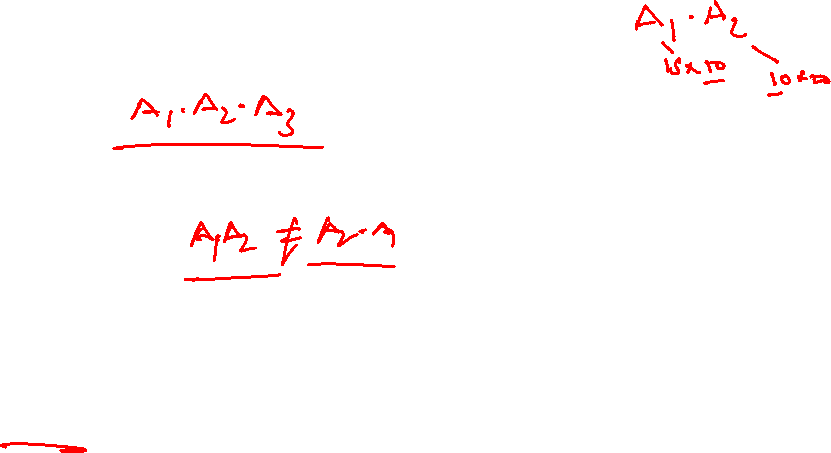 A₁ · A₂
15 × 10
10 × 20
A₁ · A₂ · A₃
A₁A₂ ≠ A₂ · A₁